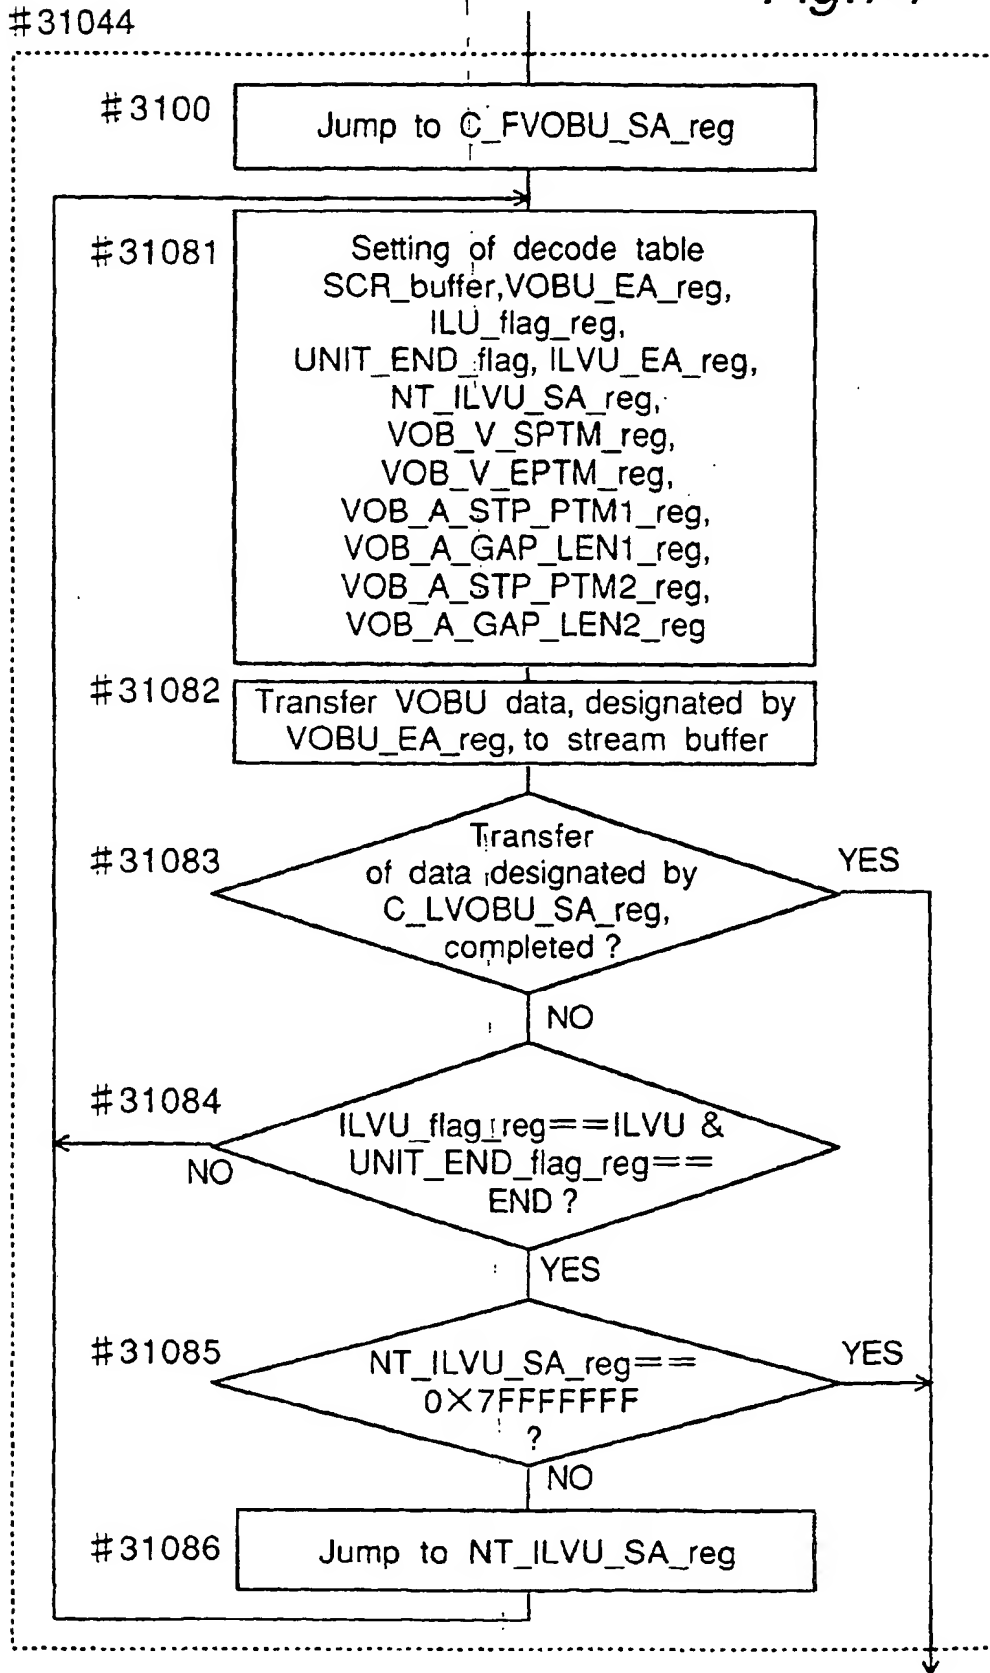 #31044
#3100
Jump to C_FVOBU_SA_reg
#31081
Setting of decode table
SCR_buffer,VOBU_EA_reg,
ILU_flag_reg,
UNIT_END_flag, ILVU_EA_reg,
NT_ILVU_SA_reg,
VOB_V_SPTM_reg,
VOB_V_EPTM_reg,
VOB_A_STP_PTM1_reg,
VOB_A_GAP_LEN1_reg,
VOB_A_STP_PTM2_reg,
VOB_A_GAP_LEN2_reg
#31082
Transfer VOBU data, designated by
VOBU_EA_reg, to stream buffer
#31083
Transfer
of data designated by
C_LVOBU_SA_reg,
completed ?
YES
NO
#31084
ILVU_flag_reg==ILVU &
UNIT_END_flag_reg==
END ?
NO
YES
#31085
NT_ILVU_SA_reg==
0X7FFFFFFF
?
YES
NO
#31086
Jump to NT_ILVU_SA_reg